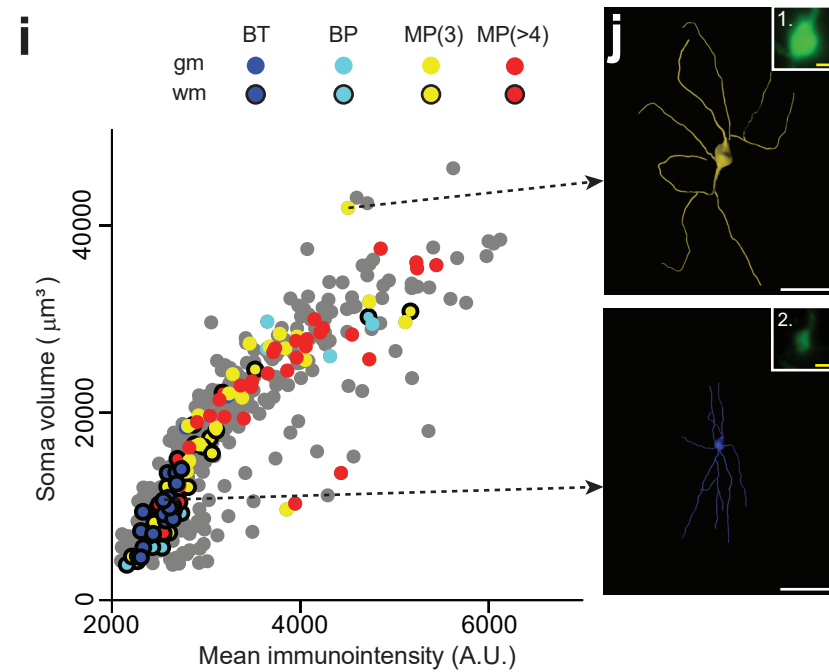 i
BT BP MP(3) MP(>4)
gm
wm
Soma volume ( μm³ )
40000
20000
0
2000 4000 6000
Mean immunointensity (A.U.)
j
1.
2.